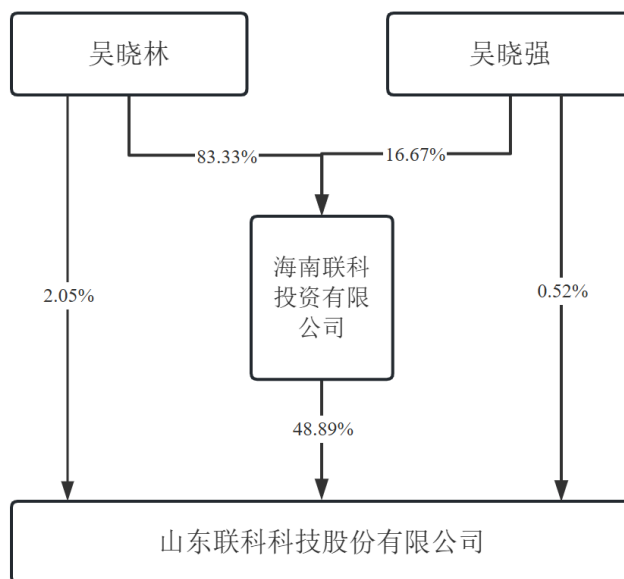 吴晓林
吴晓强
83.33%
16.67%
海南联科
投资有限
公司
2.05%
0.52%
48.89%
山东联科科技股份有限公司